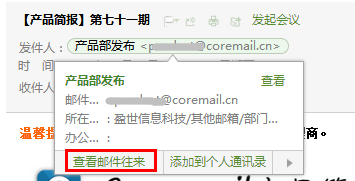 【产品简报】第七十一期 发起会议
发件人： 产品部发布 <p @coremail.cn>
时 间
收件人
产品部发布 查看
邮件... @coremail.cn
所在... : 盈世信息科技/其他邮箱/部门...
办公... :
查看邮件往来 添加到个人通讯录
温馨提 商。